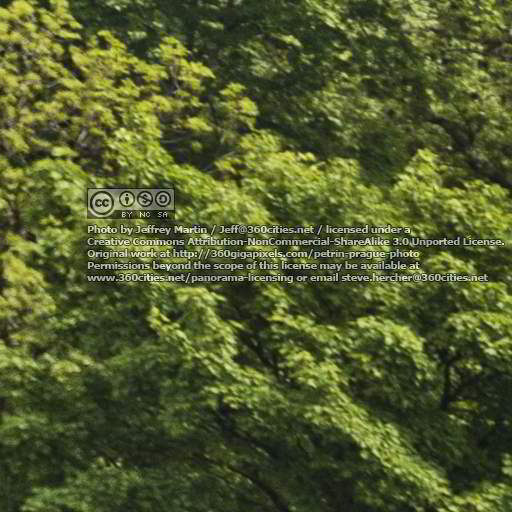 cc BY NC SA
Photo by Jeffrey Martin / Jeff@360cities.net / licensed under a
Creative Commons Attribution-NonCommercial-ShareAlike 3.0 Unported License.
Original work at http://360gigapixels.com/petrin-prague-photo
Permissions beyond the scope of this license may be available at
www.360cities.net/panorama-licensing or email steve.hercher@360cities.net